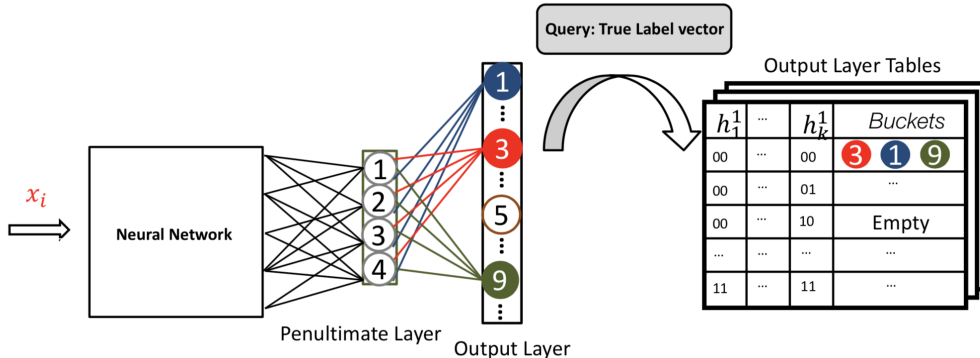 Query: True Label vector
x_i
Neural Network
1
2
3
4
Penultimate Layer
1
⋮
3
⋮
5
⋮
9
⋮
Output Layer
Output Layer Tables
h_1^1 ... h_k^1 Buckets
00 ... 00 3 1 9
00 ... 01 ...
00 ... 10 Empty
... ... ... ...
11 ... 11 ...